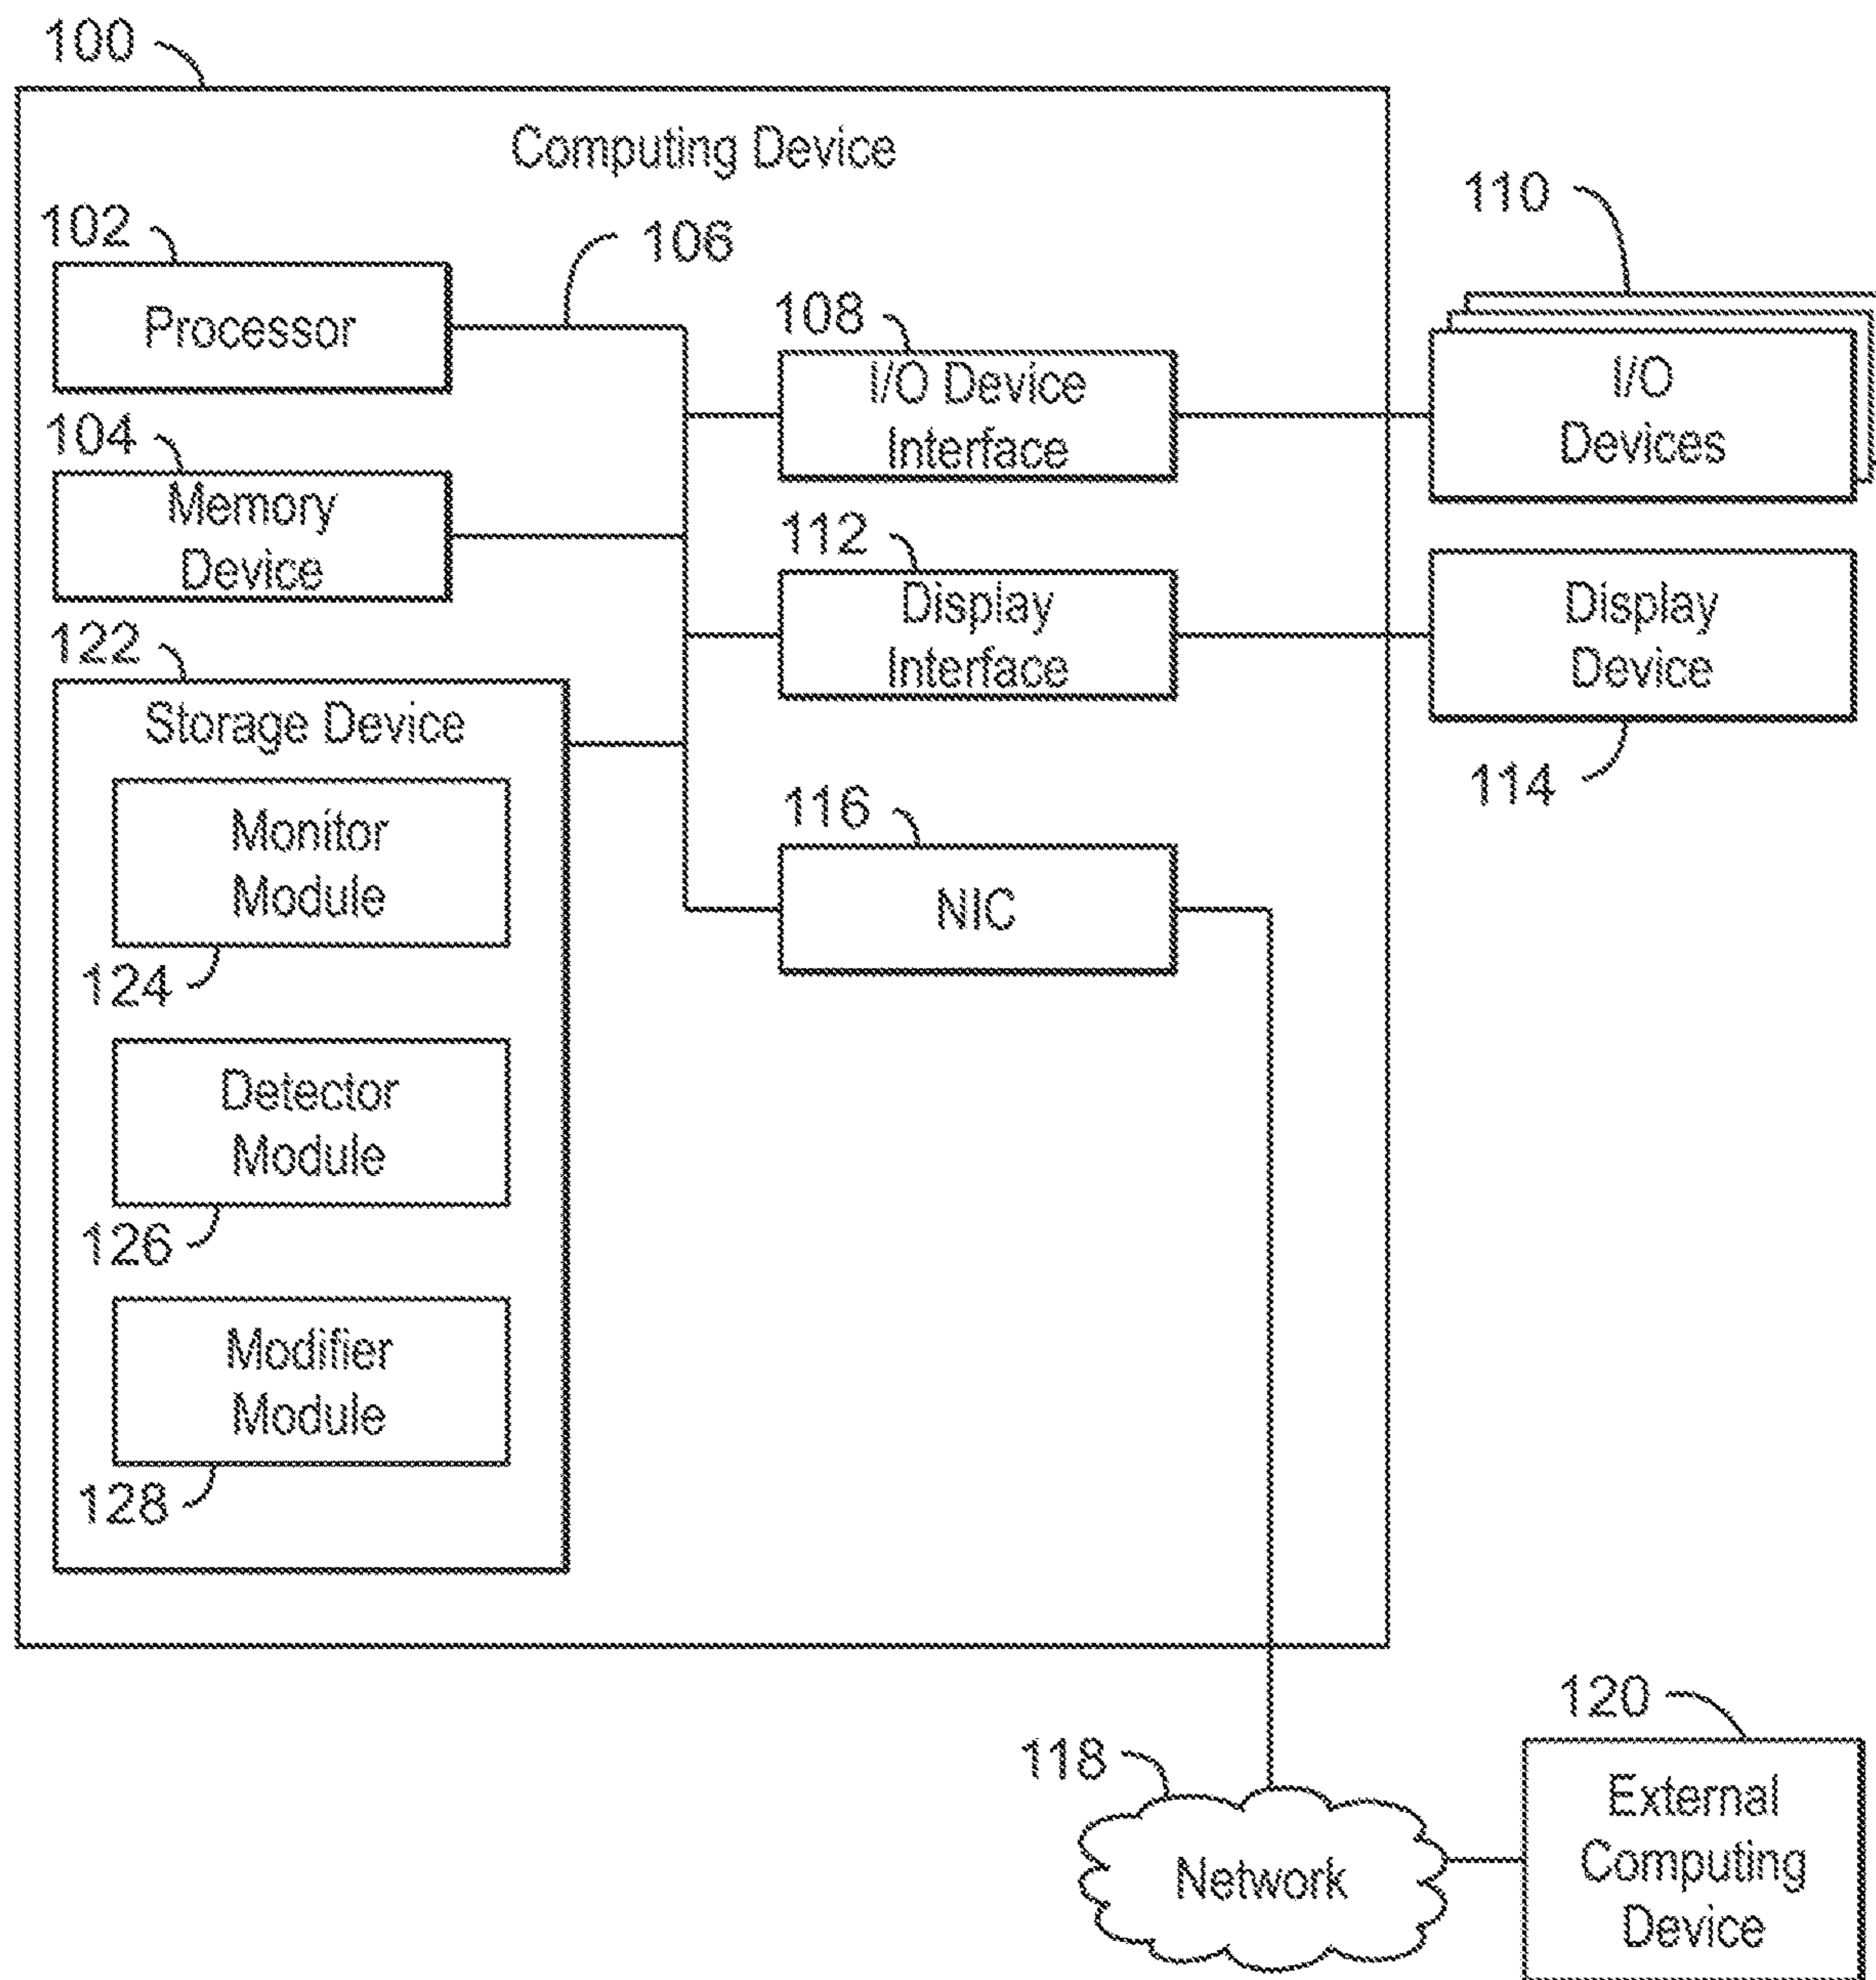 100
Computing Device
102
Processor
106
104
Memory
Device
108
I/O Device
Interface
110
I/O
Devices
112
Display
Interface
Display
Device
114
122
Storage Device
Monitor
Module
124
116
NIC
Detector
Module
126
Modifier
Module
128
118
Network
120
External
Computing
Device